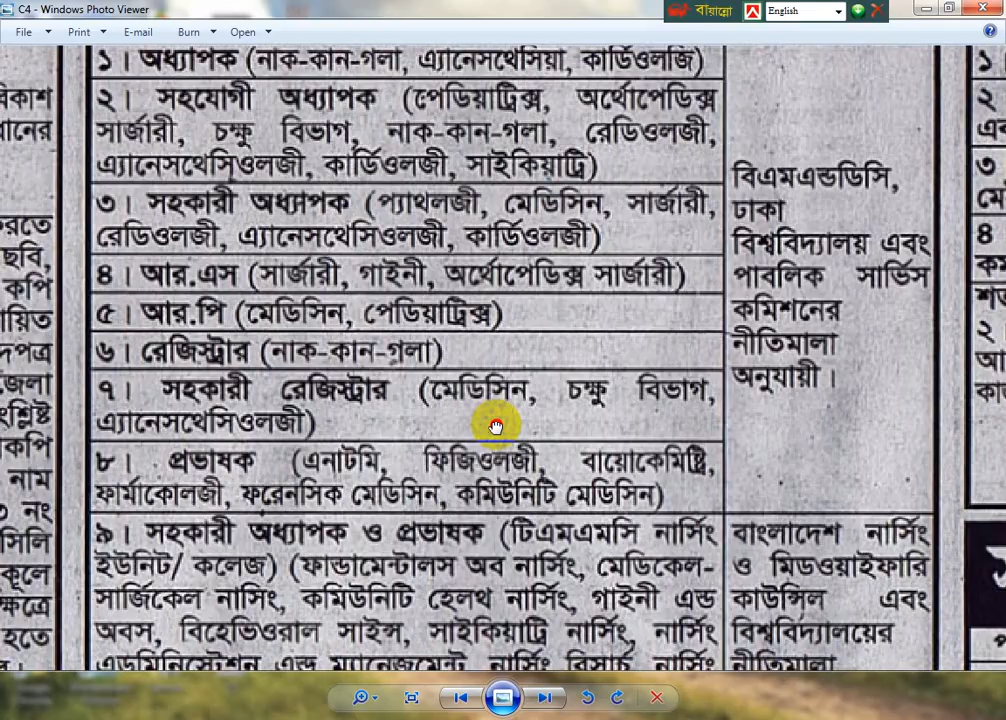 C4 - Windows Photo Viewer
বায়ান্নো
English
File
Print
E-mail
Burn
Open
১। অধ্যাপক (নাক-কান-গলা, এ্যানেসথেসিয়া, কার্ডিওলজি)
২। সহযোগী অধ্যাপক (পেডিয়াট্রিক্স, অর্থোপেডিক্স
সার্জারী, চক্ষু বিভাগ, নাক-কান-গলা, রেডিওলজী,
এ্যানেসথেসিওলজী, কার্ডিওলজী, সাইকিয়াট্রি)
৩। সহকারী অধ্যাপক (প্যাথলজী, মেডিসিন, সার্জারী,
রেডিওলজী, এ্যানেসথেসিওলজী, কার্ডিওলজী)
৪। আর.এস (সার্জারী, গাইনী, অর্থোপেডিক্স সার্জারী)
৫। আর.পি (মেডিসিন, পেডিয়াট্রিক্স)
৬। রেজিস্ট্রার (নাক-কান-গলা)
৭। সহকারী রেজিস্ট্রার (মেডিসিন, চক্ষু বিভাগ,
এ্যানেসথেসিওলজী)
৮। প্রভাষক (এনাটমি, ফিজিওলজী, বায়োকেমিষ্ট্রি,
ফার্মাকোলজী, ফরেনসিক মেডিসিন, কমিউনিটি মেডিসিন)
৯। সহকারী অধ্যাপক ও প্রভাষক (টিএমএমসি নার্সিং
ইউনিট/ কলেজ) (ফান্ডামেন্টালস অব নার্সিং, মেডিকেল-
সার্জিকেল নার্সিং, কমিউনিটি হেলথ নার্সিং, গাইনী এন্ড
অবস, বিহেভিওরাল সাইন্স, সাইকিয়াট্রি নার্সিং, নার্সিং
এডমিনিস্ট্রেশন এন্ড ম্যানেজমেন্ট নার্সিং রিসার্চ নার্সিং
বিএমএন্ডডিসি,
ঢাকা
বিশ্ববিদ্যালয় এবং
পাবলিক সার্ভিস
কমিশনের
নীতিমালা
অনুযায়ী।
বাংলাদেশ নার্সিং
ও মিডওয়াইফারি
কাউন্সিল এবং
বিশ্ববিদ্যালয়ের
নীতিমালা